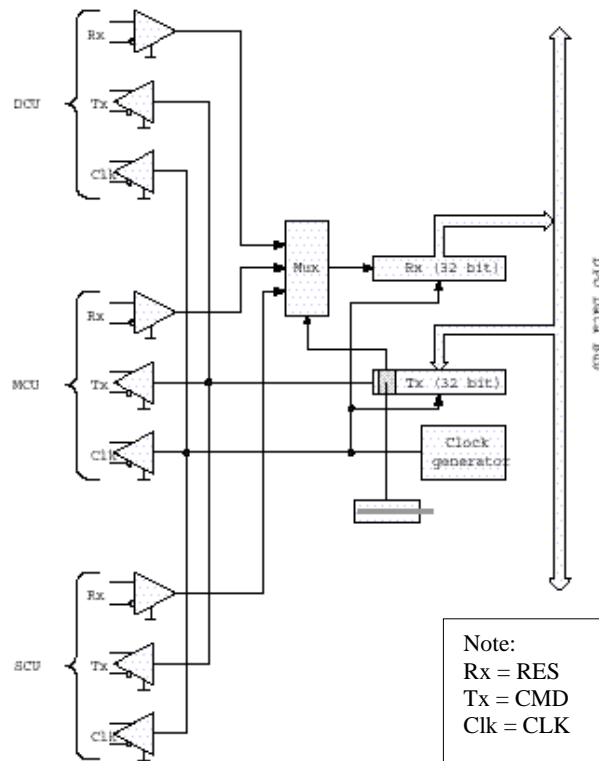 Rx
DCU
Tx
Clk
Mux
Rx (32 bit)
Rx
MCU
Tx
Tx (32 bit)
Clk
Clock
generator
Rx
SCU
Tx
Clk
Note:
Rx = RES
Tx = CMD
Clk = CLK